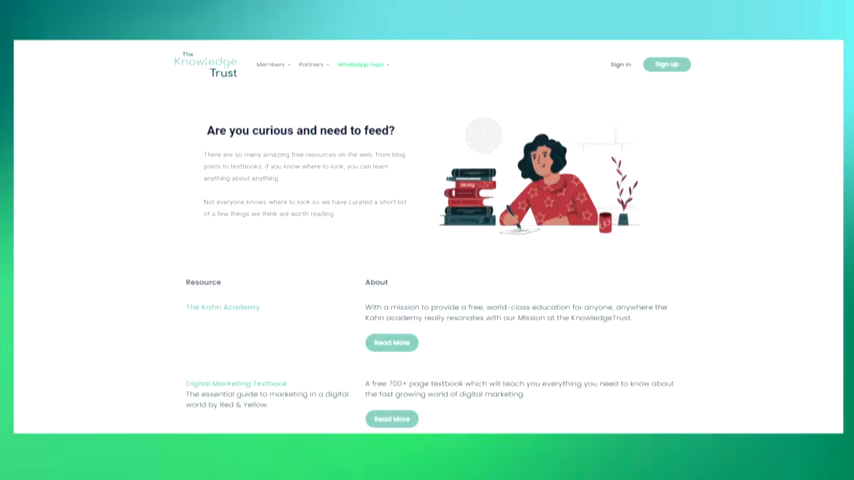 The
Knowledge
Trust
Members
Partners
WhatsApp Expo
Sign in
Sign up
Are you curious and need to feed?
There are so many amazing free resources on the web, from blog
posts to textbooks, if you know where to look, you can learn
anything about anything
Not everyone knows where to look so we have curated a short list
of a few things we think are worth reading
Resource
About
The Kahn Academy
With a mission to provide a free, world-class education for anyone, anywhere the
Kahn academy really resonates with our Mission at the KnowledgeTrust.
Read More
Digital Marketing Textbook
The essential guide to marketing in a digital
world by Red & Yellow.
A free 700+ page textbook which will teach you everything you need to know about
the fast growing world of digital marketing.
Read More